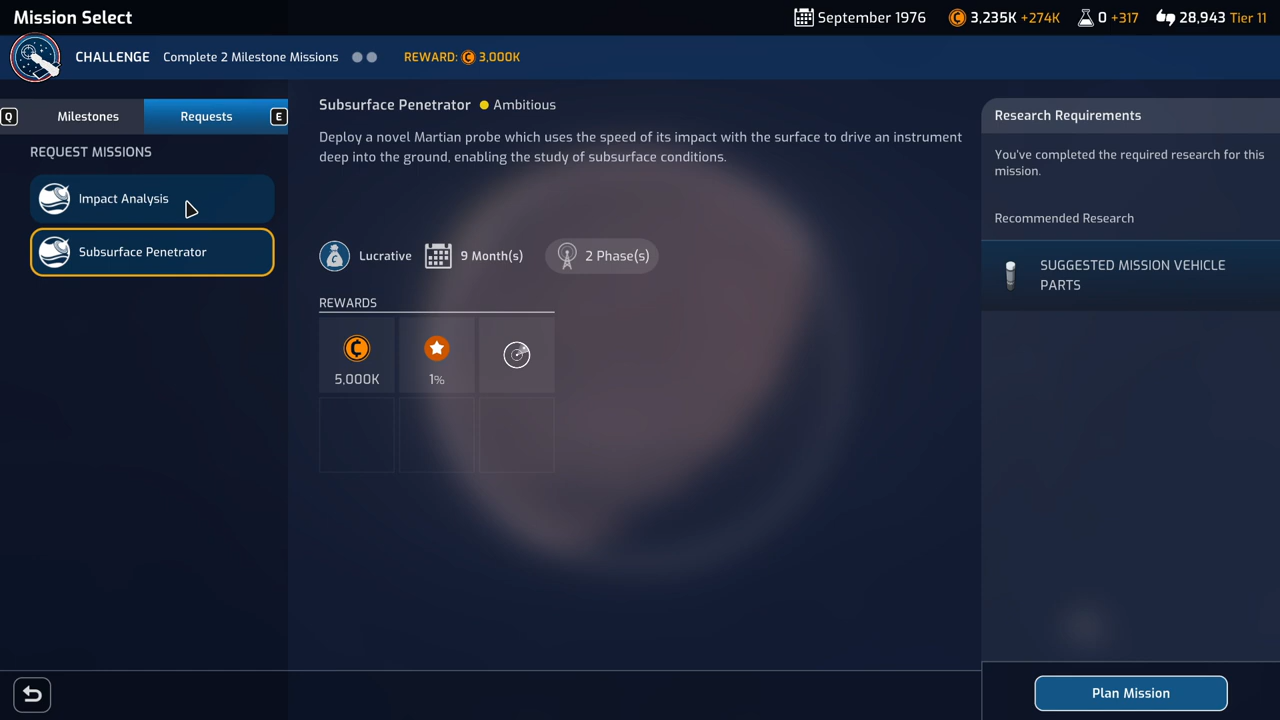 Mission Select
September 1976
3,235K +274K
0 +317
28,943 Tier 11
CHALLENGE Complete 2 Milestone Missions
REWARD: 3,000K
Q Milestones Requests E
REQUEST MISSIONS
Impact Analysis
Subsurface Penetrator
Subsurface Penetrator Ambitious
Deploy a novel Martian probe which uses the speed of its impact with the surface to drive an instrument
deep into the ground, enabling the study of subsurface conditions.
Lucrative 9 Month(s) 2 Phase(s)
REWARDS
5,000K 1%
Research Requirements
You've completed the required research for this
mission.
Recommended Research
SUGGESTED MISSION VEHICLE
PARTS
Plan Mission